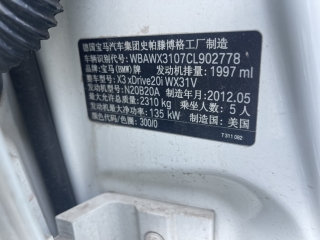 德国宝马汽车集团史帕滕博格工厂制造
车辆识别代号: WBAWX3107CL902778
品牌: 宝马(BMW)牌 发动机排量: 1997 ml
型号: X3 xDrive20i WX31V
发动机型号: N20B20A 制造年月: 2012.05
最大允许总质量: 2310 kg 乘坐人数: 5 人
发动机最大净功率: 135 kW 制造国: 美国
颜色代码/色垫: 300/0
T 311 082